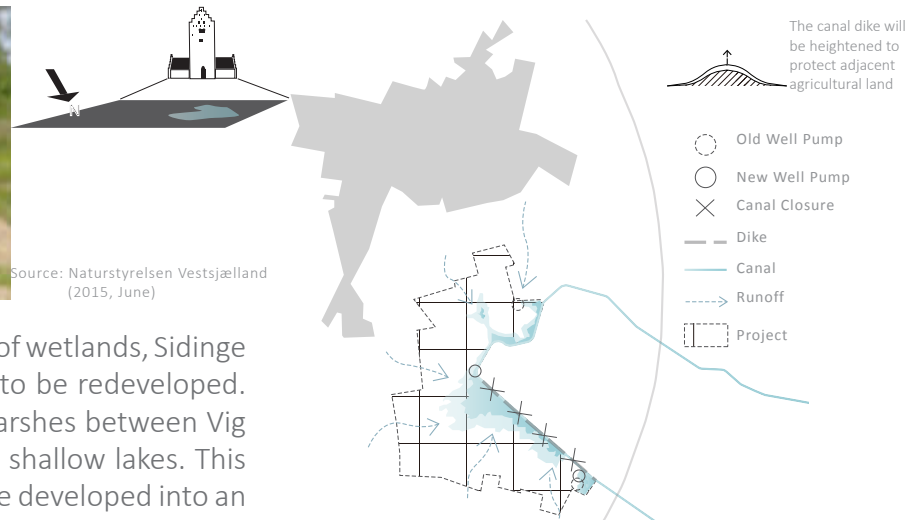 The canal dike will
be heightened to
protect adjacent
agricultural land
N
Old Well Pump
New Well Pump
Canal Closure
Dike
Canal
Runoff
Project
Source: Naturstyrelsen Vestsjælland
(2015, June)
of wetlands, Sidinge
to be redeveloped.
arshes between Vig
shallow lakes. This
e developed into an